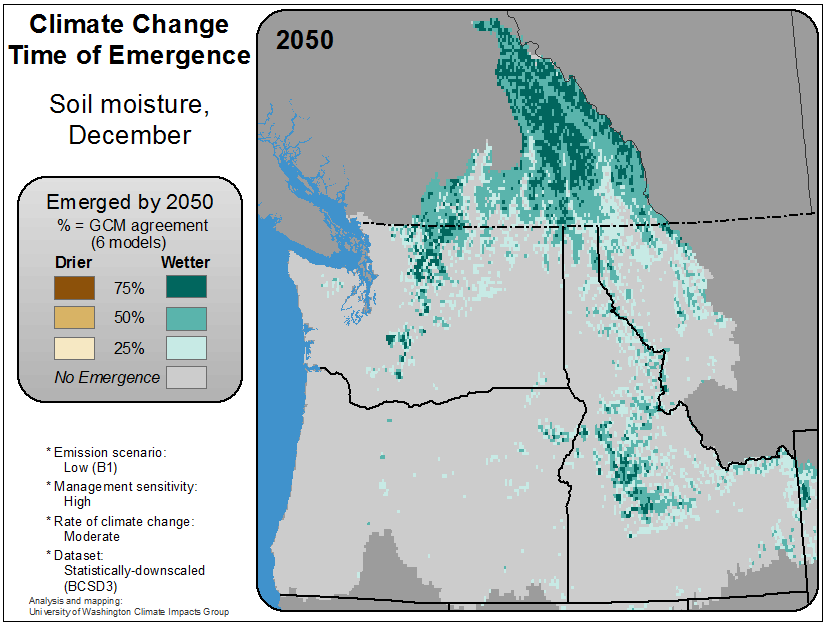 Climate Change
Time of Emergence
Soil moisture,
December
Emerged by 2050
% = GCM agreement
(6 models)
Drier Wetter
75%
50%
25%
No Emergence
* Emission scenario:
Low (B1)
* Management sensitivity:
High
* Rate of climate change:
Moderate
* Dataset:
Statistically-downscaled
(BCSD3)
Analysis and mapping:
University of Washington Climate Impacts Group
2050